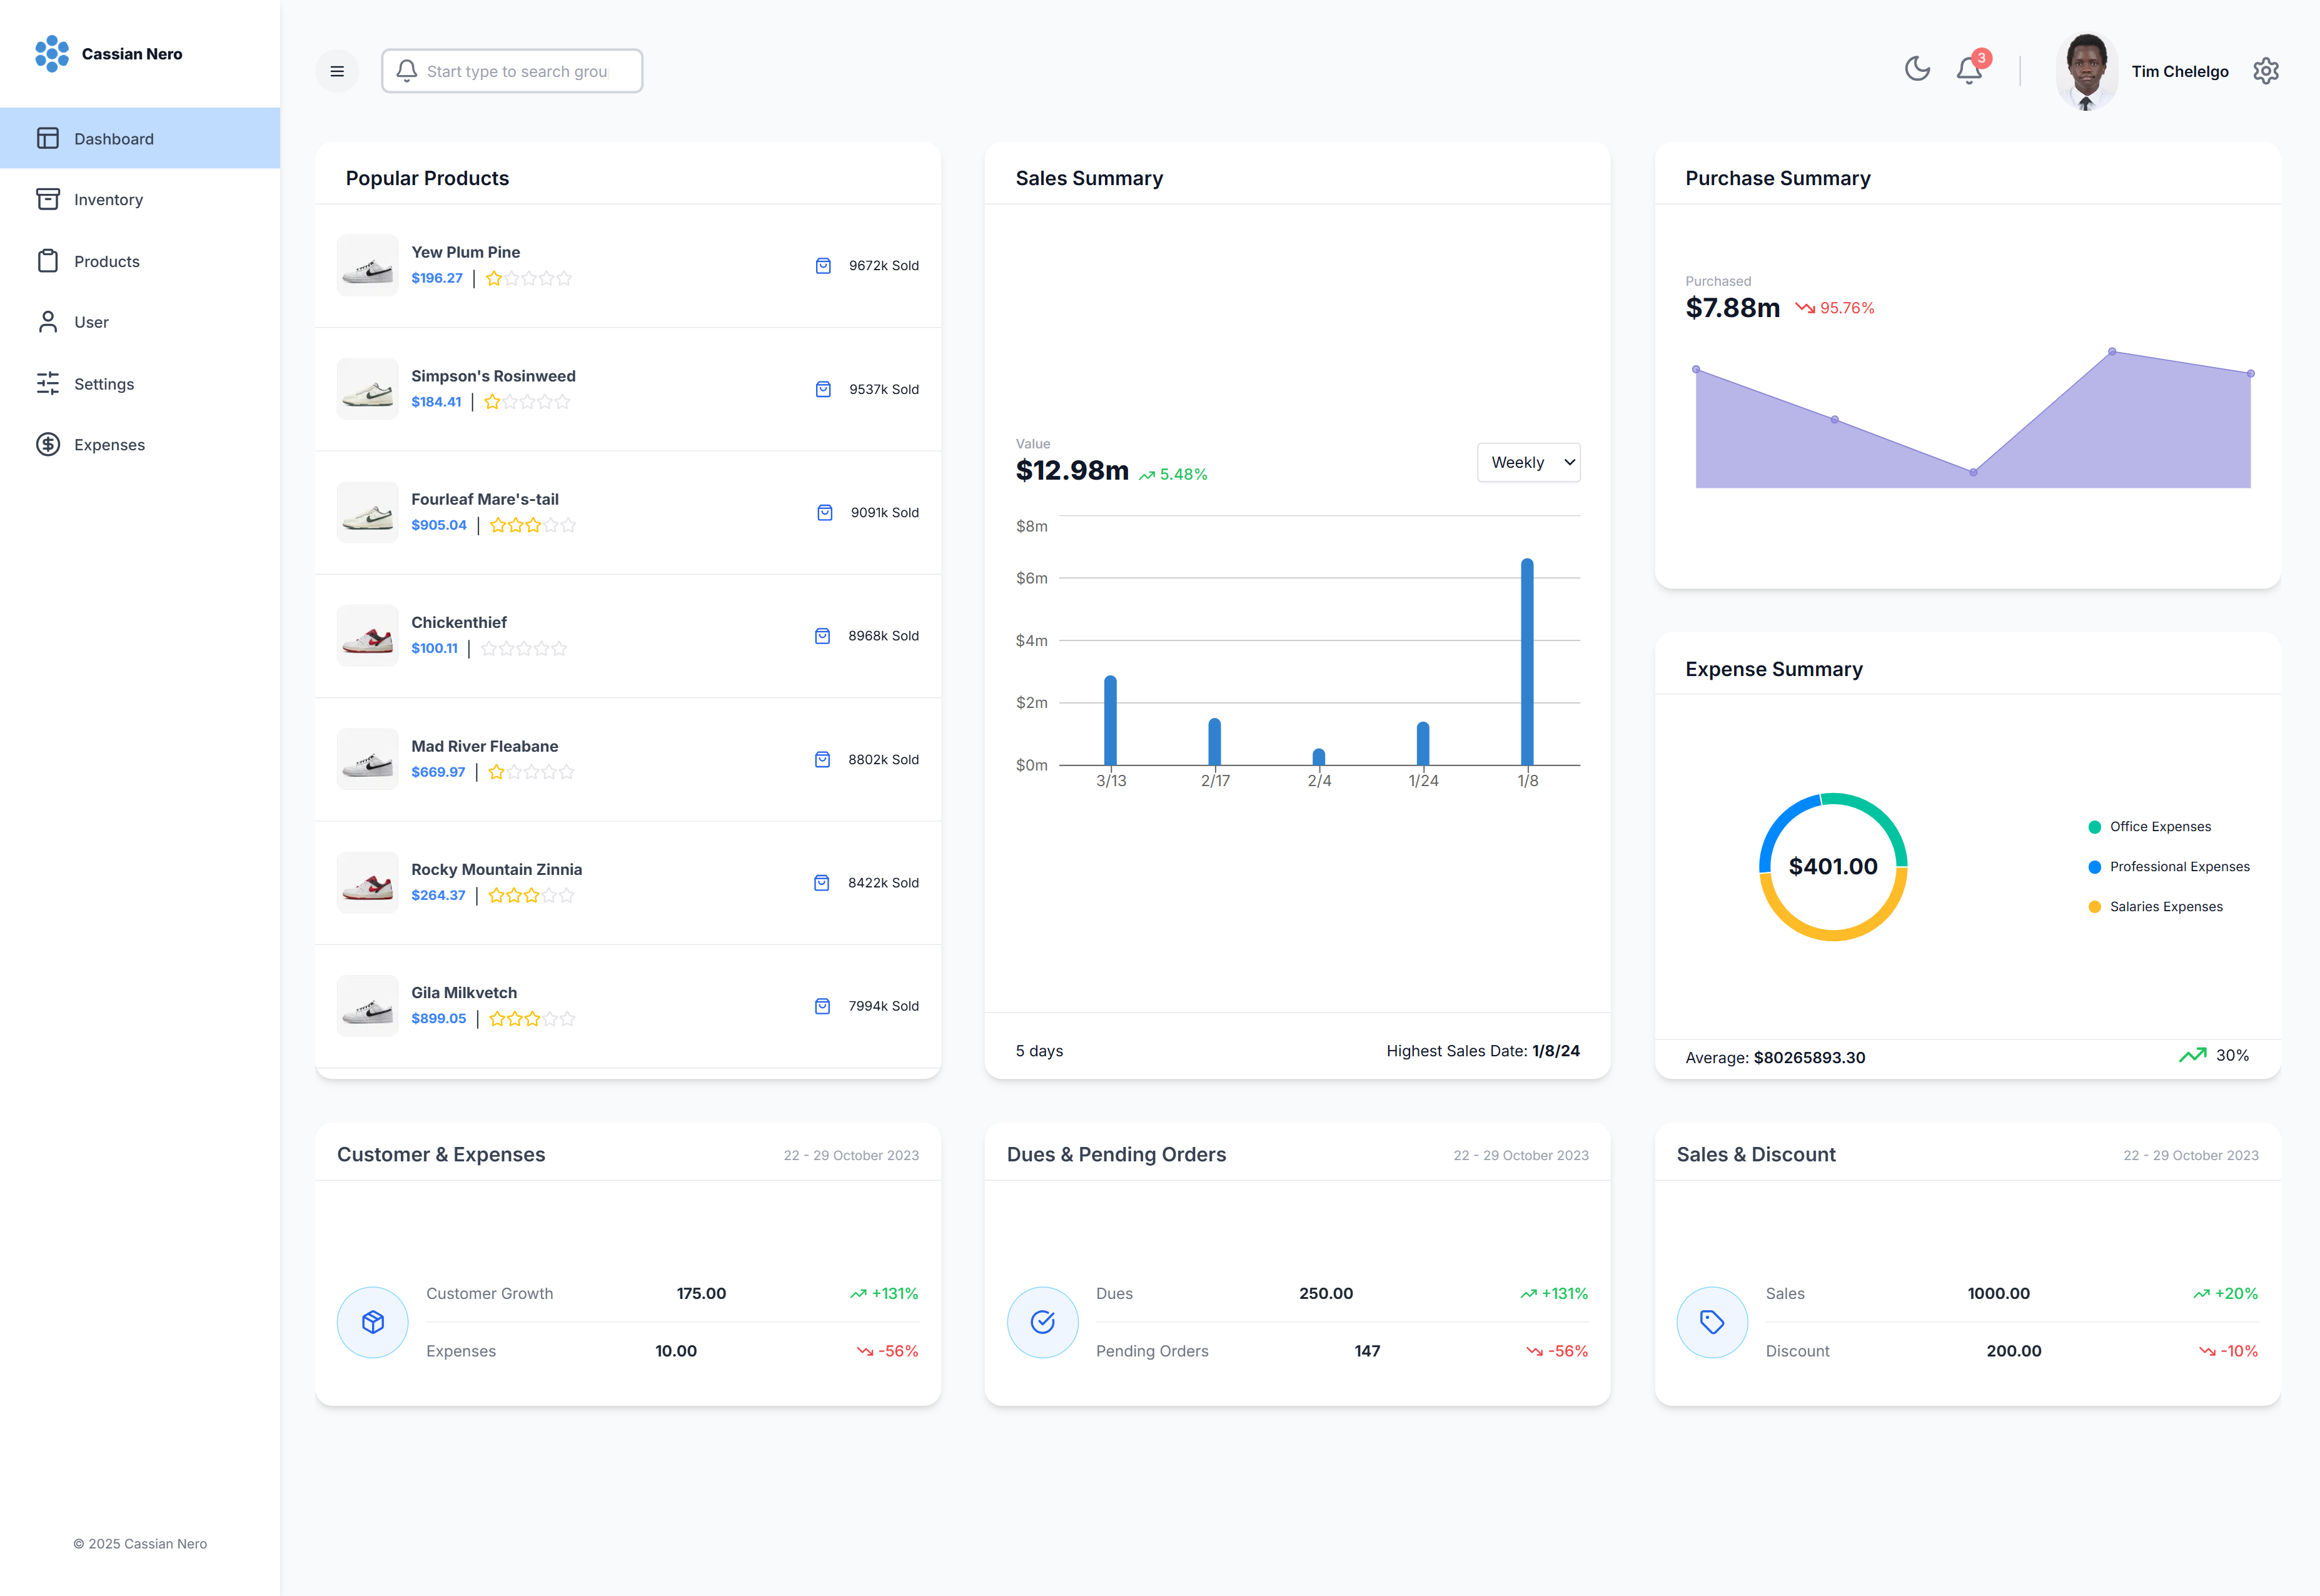 Cassian Nero
Dashboard
Inventory
Products
User
Settings
Expenses
© 2025 Cassian Nero
Start type to search grou
3
Tim Chelelgo
Popular Products
Yew Plum Pine
$196.27
9672k Sold
Simpson's Rosinweed
$184.41
9537k Sold
Fourleaf Mare's-tail
$905.04
9091k Sold
Chickenthief
$100.11
8968k Sold
Mad River Fleabane
$669.97
8802k Sold
Rocky Mountain Zinnia
$264.37
8422k Sold
Gila Milkvetch
$899.05
7994k Sold
Sales Summary
Value
$12.98m 5.48%
Weekly
$8m
$6m
$4m
$2m
$0m
3/13 2/17 2/4 1/24 1/8
5 days
Highest Sales Date: 1/8/24
Purchase Summary
Purchased
$7.88m 95.76%
Expense Summary
$401.00
Office Expenses
Professional Expenses
Salaries Expenses
Average: $80265893.30
30%
Customer & Expenses
22 - 29 October 2023
Customer Growth 175.00 +131%
Expenses 10.00 -56%
Dues & Pending Orders
22 - 29 October 2023
Dues 250.00 +131%
Pending Orders 147 -56%
Sales & Discount
22 - 29 October 2023
Sales 1000.00 +20%
Discount 200.00 -10%